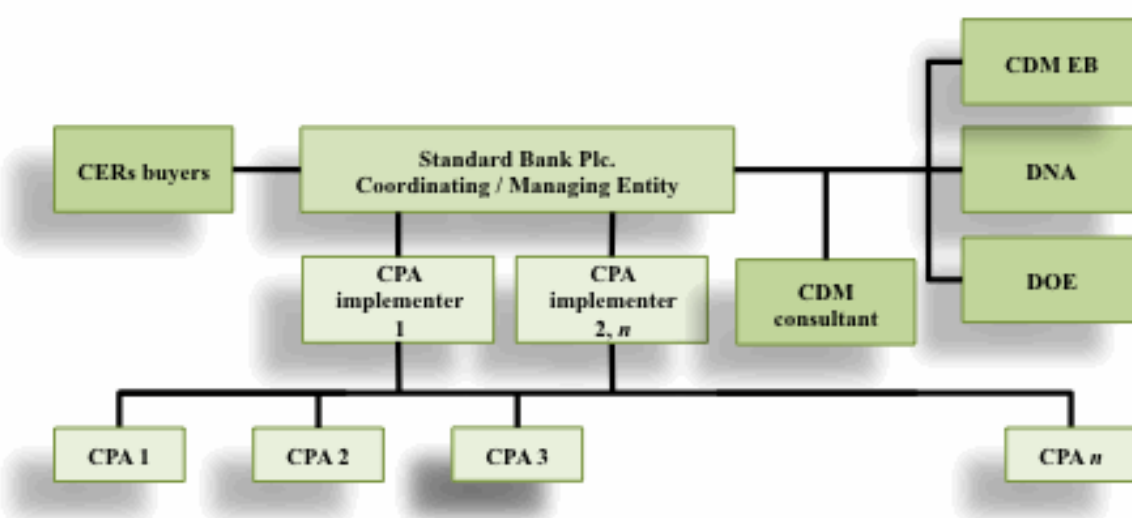 CDM EB
CERs buyers
Standard Bank Plc.
Coordinating / Managing Entity
DNA
CPA
implementer
1
CPA
implementer
2, n
CDM
consultant
DOE
CPA 1
CPA 2
CPA 3
CPA n